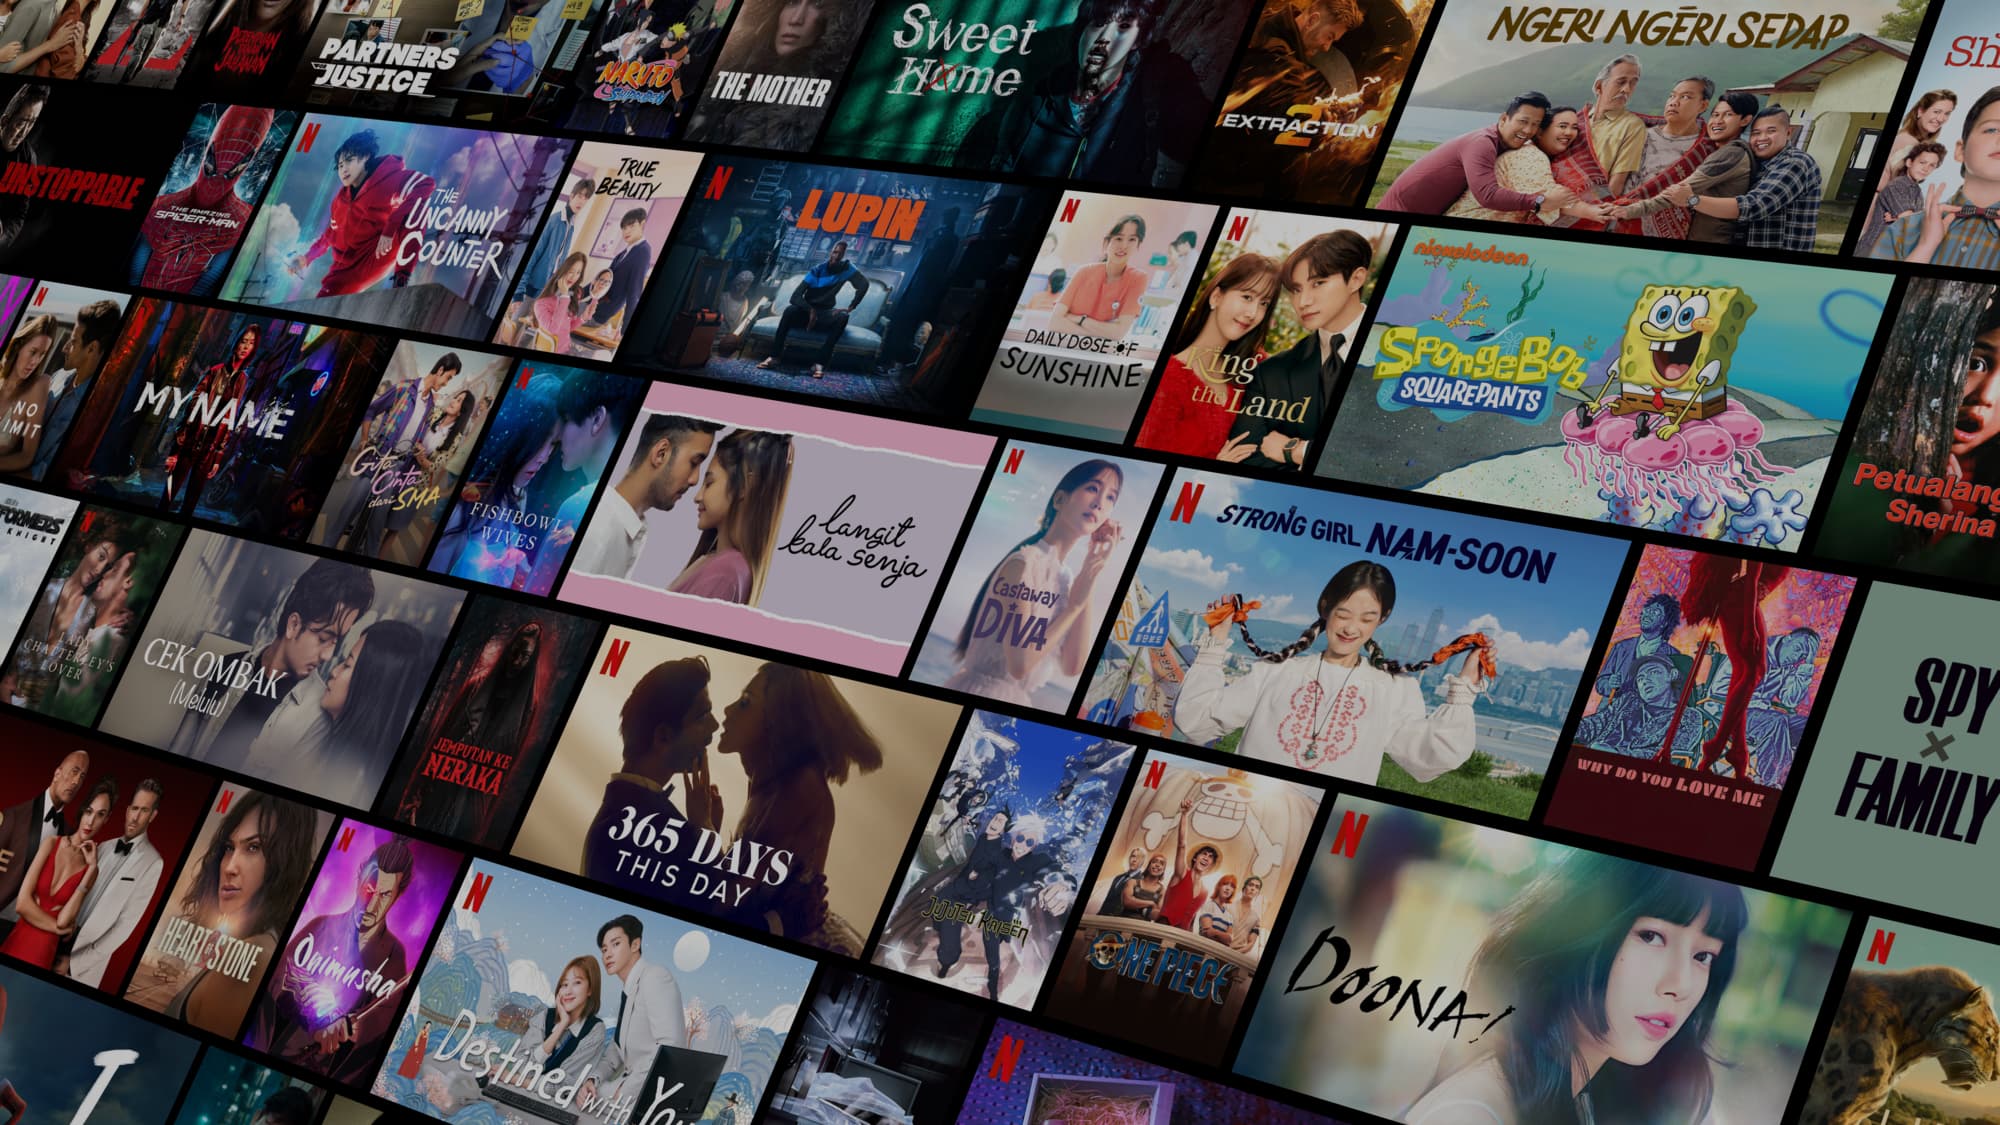 PEREMPUAN
TANAH
JAHANAM
PARTNERS
for
JUSTICE
NARUTO
SHIPPUDEN
THE MOTHER
Sweet
Home
EXTRACTION
2
NGERI NGERI SEDAP
Sh
UNSTOPPABLE
THE AMAZING
SPIDER-MAN
N
THE
UNCANNY
COUNTER
TRUE
BEAUTY
N
LUPIN
N
DAILY DOSE OF
SUNSHINE
N
King
the Land
nickelodeon
SpongeBob
SQUAREPANTS
Petualang
Sherina
N
NO
IMIT
N
MY NAME
Gita
Cinta
dari SMA
N
FISHBOWL
WIVES
langit
kala senja
N
Castaway
DIVA
N
STRONG GIRL NAM-SOON
WHY DO YOU LOVE ME
SPY
×
FAMILY
FORMERS
KNIGHT
N
LADY
CHATTERLEY'S
LOVER
CEK OMBAK
(Melulu)
JEMPUTAN KE
NERAKA
N
365 DAYS
THIS DAY
JUJUTSU KAISEN
N
ONE PIECE
N
DOONA!
N
E
N
HEART OF STONE
N
Onimusha
N
Destined with You
N
I